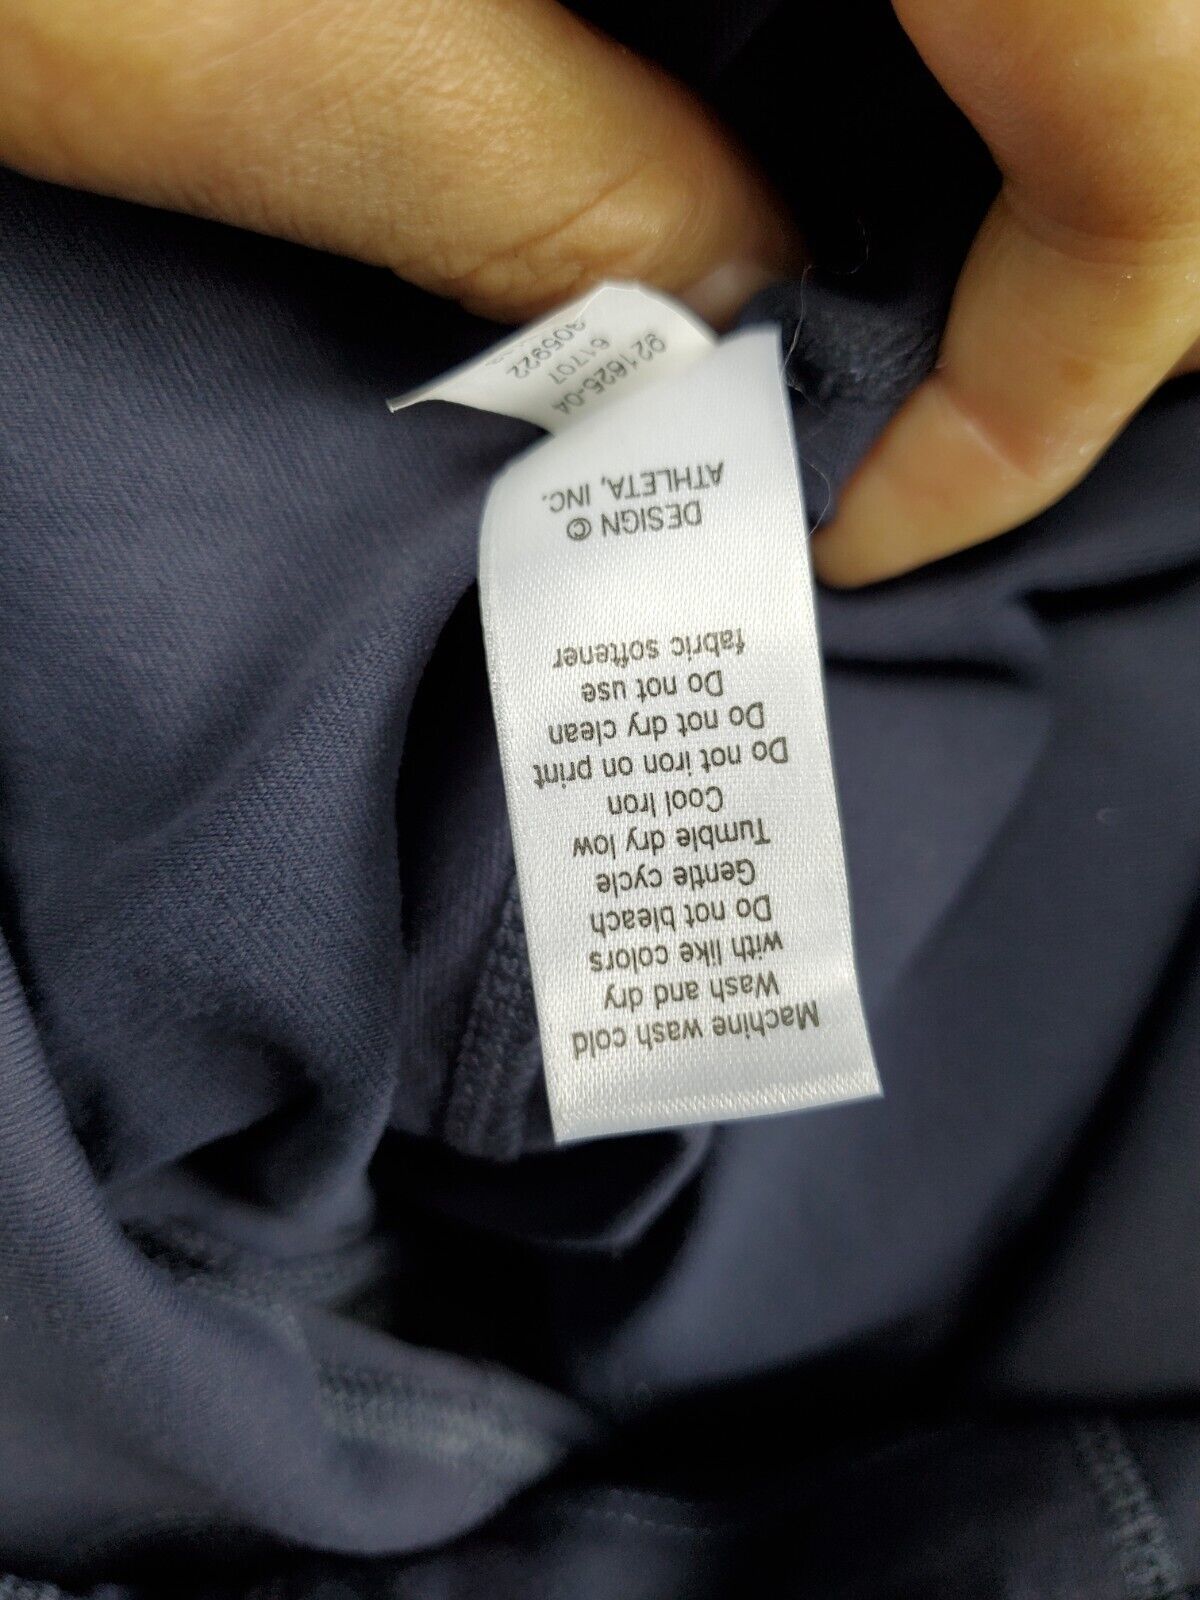 Machine wash cold
Wash and dry
with like colors
Do not bleach
Gentle cycle
Tumble dry low
Cool Iron
Do not iron on print
Do not dry clean
Do not use
fabric softener
DESIGN ©
ATHLETA, INC.
921625-04
61707